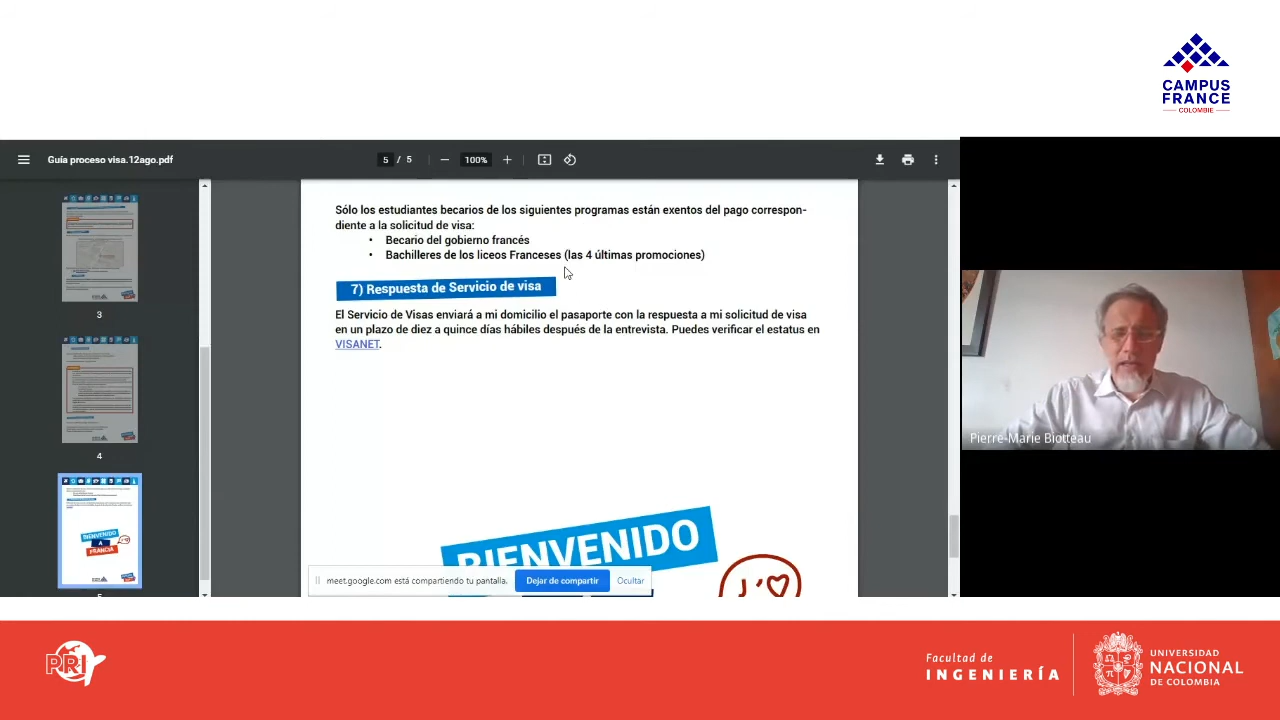 CAMPUS
FRANCE
COLOMBIE
Guía proceso visa.12ago.pdf
5 / 5
100%
Sólo los estudiantes becarios de los siguientes programas están exentos del pago correspon-
diente a la solicitud de visa:
• Becario del gobierno francés
• Bachilleres de los liceos Franceses (las 4 últimas promociones)
7) Respuesta de Servicio de visa
El Servicio de Visas enviará a mi domicilio el pasaporte con la respuesta a mi solicitud de visa
en un plazo de diez a quince días hábiles después de la entrevista. Puedes verificar el estatus en
VISANET.
3
4
BIENVENIDO
A
FRANCIA
BIENVENIDO
J'
meet.google.com está compartiendo tu pantalla.
Dejar de compartir
Ocultar
Pierre-Marie Biotteau
PRI
Facultad de
INGENIERÍA
UNIVERSIDAD
NACIONAL
DE COLOMBIA